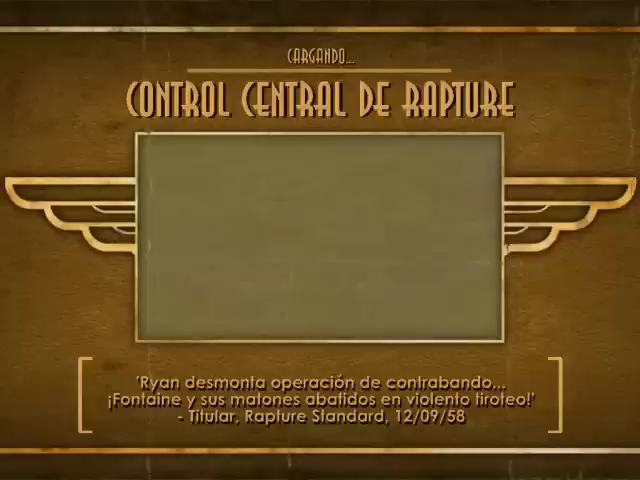 CARGANDO...
CONTROL CENTRAL DE RAPTURE
'Ryan desmonta operación de contrabando...
¡Fontaine y sus matones abatidos en violento tiroteo!'
- Titular, Rapture Standard, 12/09/58